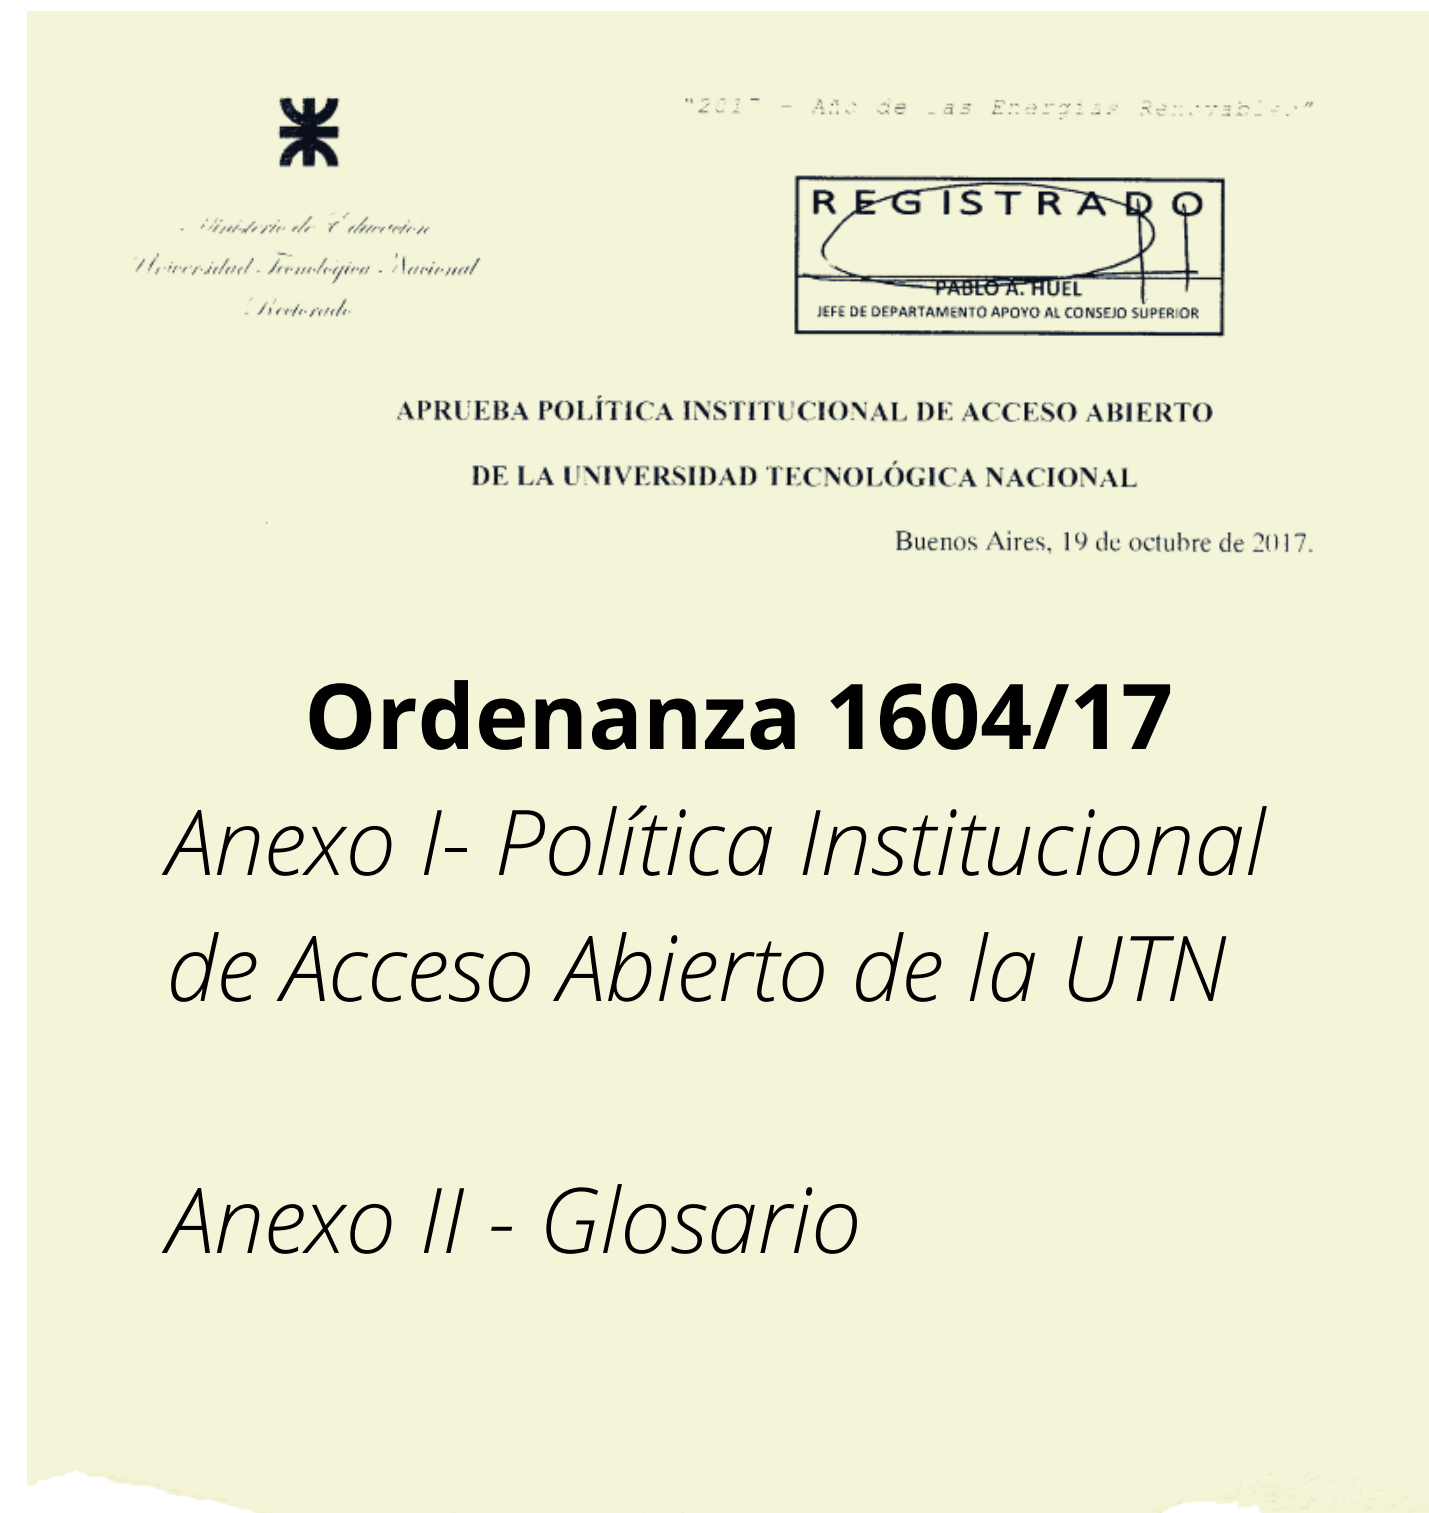 "2017 - Año de las Energías Renovables"
Ministerio de Educación
Universidad Tecnológica Nacional
Rectorado
REGISTRADO
PABLO A. HUEL
JEFE DE DEPARTAMENTO APOYO AL CONSEJO SUPERIOR
APRUEBA POLÍTICA INSTITUCIONAL DE ACCESO ABIERTO
DE LA UNIVERSIDAD TECNOLÓGICA NACIONAL
Buenos Aires, 19 de octubre de 2017.
Ordenanza 1604/17
Anexo I- Política Institucional
de Acceso Abierto de la UTN
Anexo II - Glosario